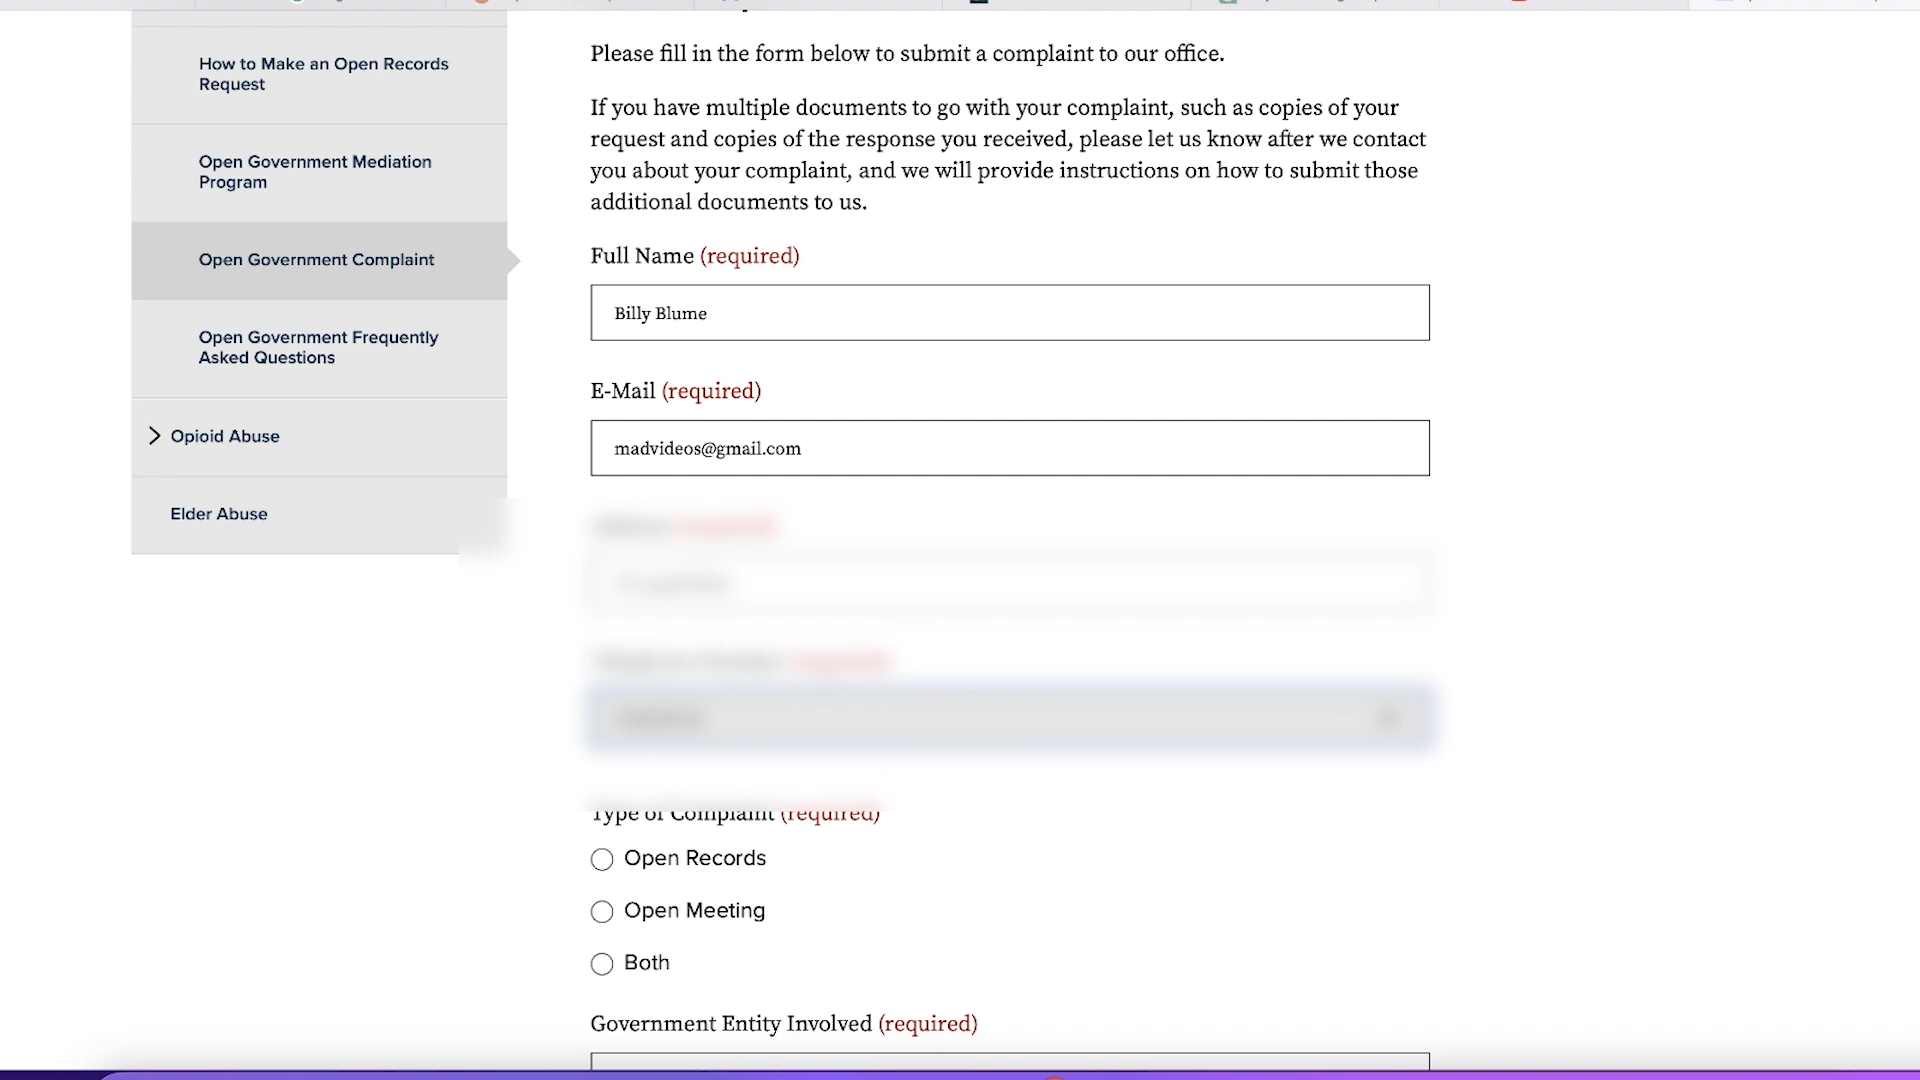 How to Make an Open Records
Request
Open Government Mediation
Program
Open Government Complaint
Open Government Frequently
Asked Questions
Opioid Abuse
Elder Abuse
Please fill in the form below to submit a complaint to our office.
If you have multiple documents to go with your complaint, such as copies of your
request and copies of the response you received, please let us know after we contact
you about your complaint, and we will provide instructions on how to submit those
additional documents to us.
Full Name (required)
Billy Blume
E-Mail (required)
madvideos@gmail.com
Type of Complaint (required)
Open Records
Open Meeting
Both
Government Entity Involved (required)